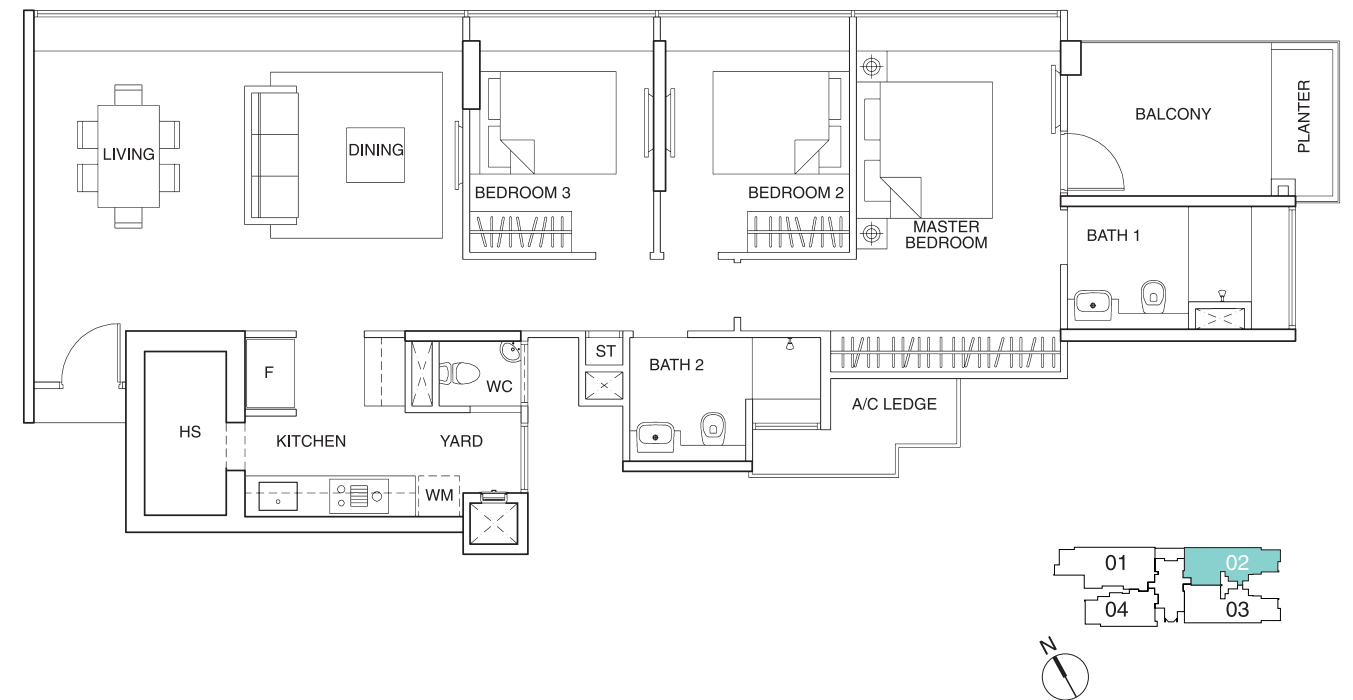 LIVING
DINING
BEDROOM 3
BEDROOM 2
MASTER
BEDROOM
BALCONY
PLANTER
BATH 1
F
WC
ST
BATH 2
A/C LEDGE
HS
KITCHEN
YARD
WM
01
02
04
03
N